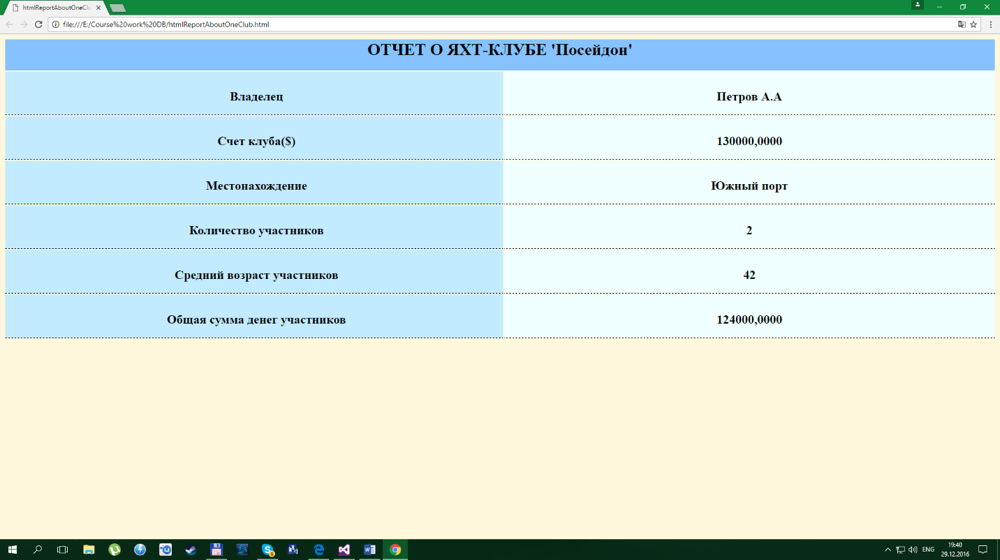 htmlReportAboutOneClu
file:///E:/Course%20work%20DB/htmlReportAboutOneClub.html
ОТЧЕТ О ЯХТ-КЛУБЕ 'Посейдон'
Владелец Петров А.А
Счет клуба($) 130000,0000
Местонахождение Южный порт
Количество участников 2
Средний возраст участников 42
Общая сумма денег участников 124000,0000
ENG
19:40
29.12.2016